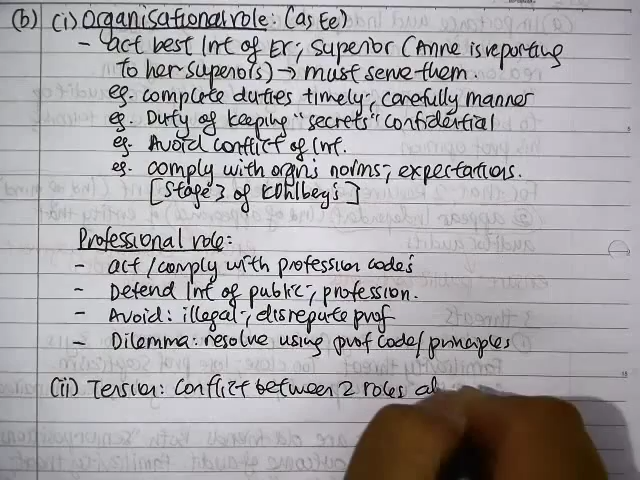 (b) (i) Organisational role: (as Ee)
- act best Int of Er, superior (Anne is reporting
to her superiors) → must serve them.
eg. complete duties timely, carefully manner
eg. Duty of keeping "secrets" confidential
eg. Avoid conflict of Int.
eg. comply with orgn's norms, expectations.
[Stage 3 of Kohlberg's]
Professional role:
- act/comply with profession code's
- Defend Int of public, profession.
- Avoid: illegal, disrepute prof
- Dilemma: resolve using prof code/principles
(ii) Tension: conflict between 2 roles